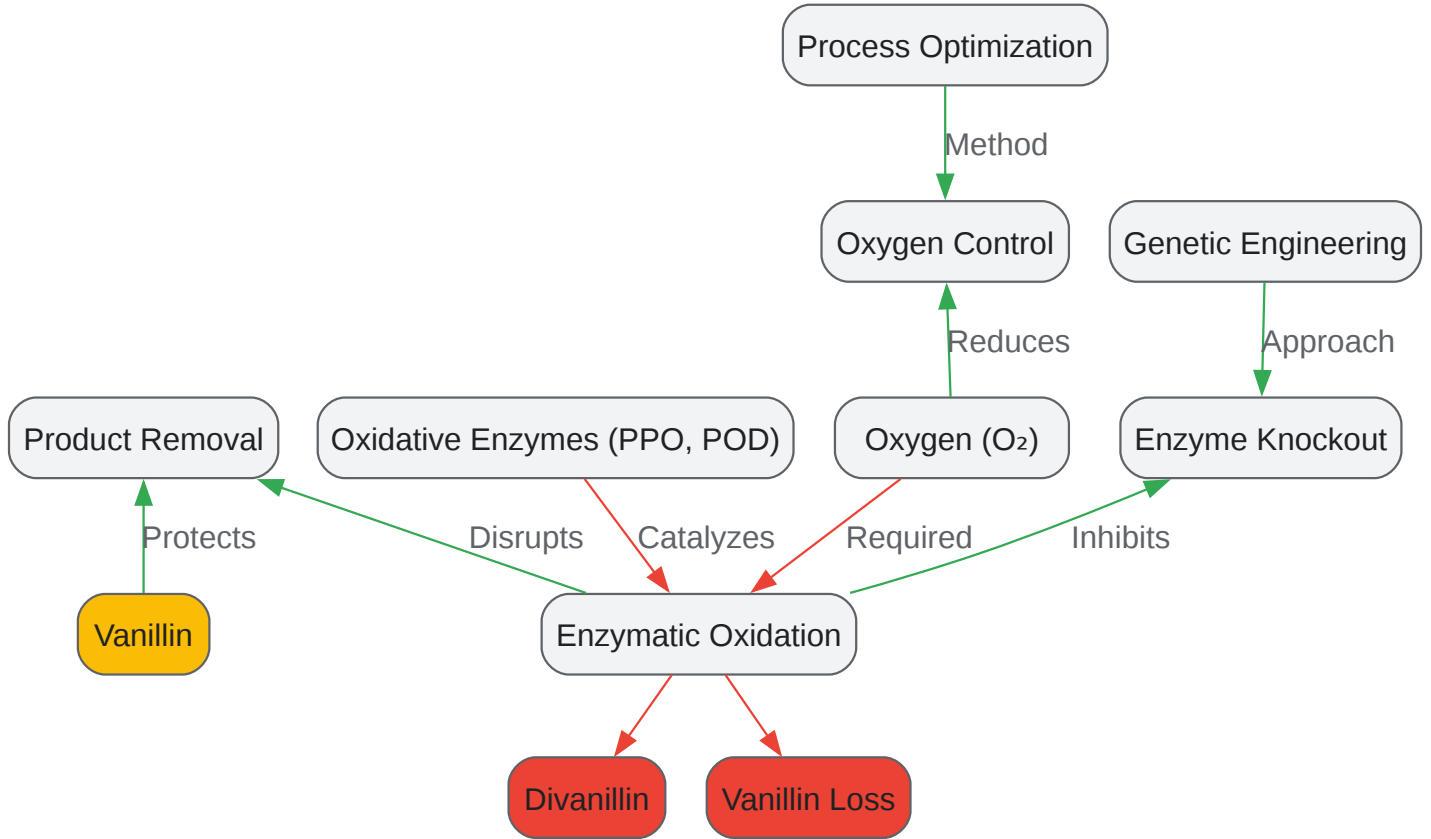 Process Optimization
Method
Oxygen Control
Genetic Engineering
Reduces
Approach
Product Removal
Oxidative Enzymes (PPO, POD)
Oxygen (O₂)
Enzyme Knockout
Protects
Disrupts
Catalyzes
Required
Inhibits
Vanillin
Enzymatic Oxidation
Divanillin
Vanillin Loss